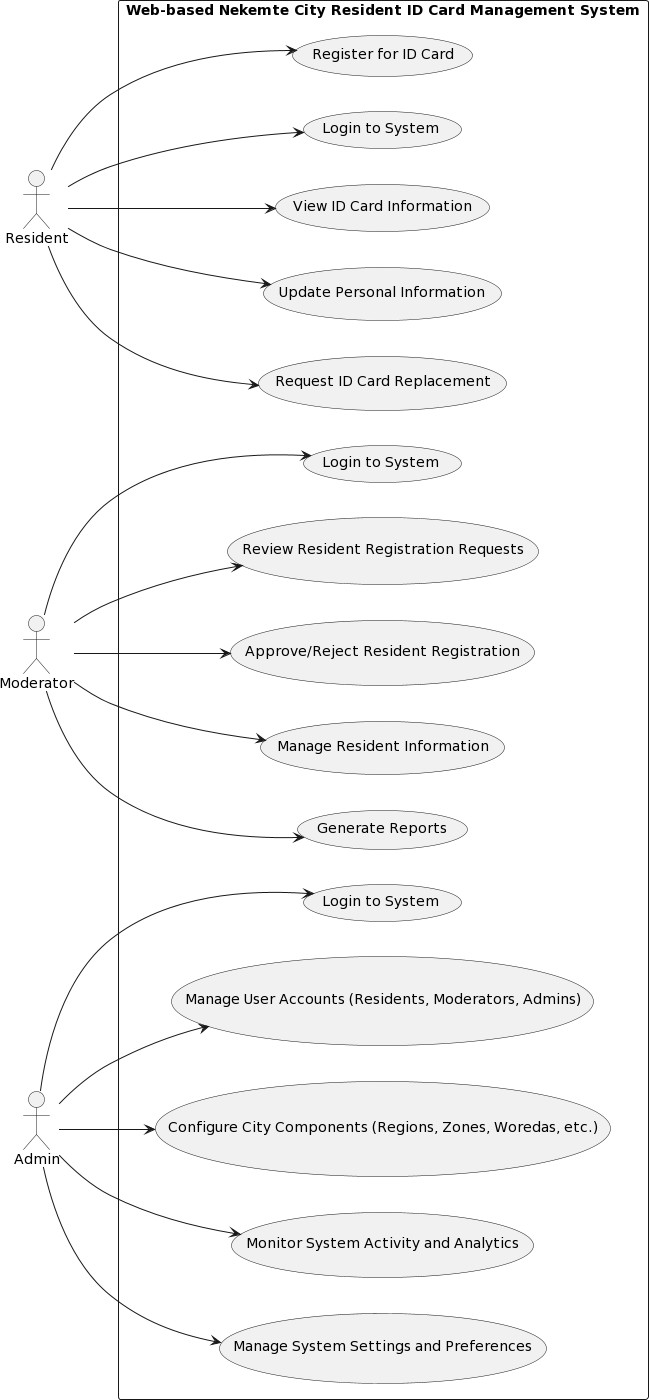 Web-based Nekemte City Resident ID Card Management System
Register for ID Card
Login to System
View ID Card Information
Resident
Update Personal Information
Request ID Card Replacement
Login to System
Review Resident Registration Requests
Approve/Reject Resident Registration
Moderator
Manage Resident Information
Generate Reports
Login to System
Manage User Accounts (Residents, Moderators, Admins)
Configure City Components (Regions, Zones, Woredas, etc.)
Admin
Monitor System Activity and Analytics
Manage System Settings and Preferences